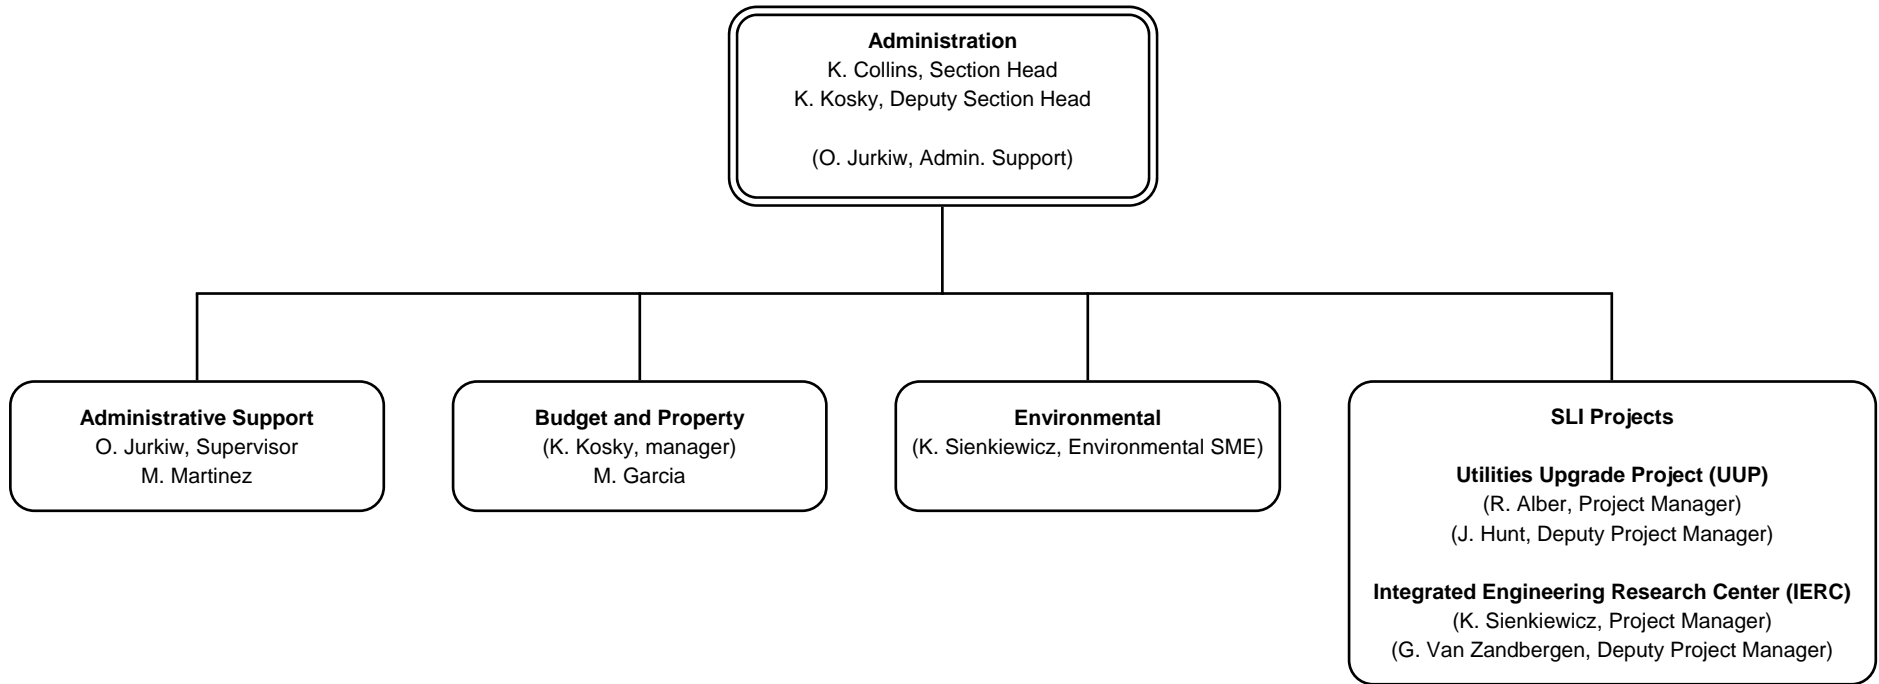 Administration
K. Collins, Section Head
K. Kosky, Deputy Section Head
(O. Jurkiw, Admin. Support)
Administrative Support
O. Jurkiw, Supervisor
M. Martinez
Budget and Property
(K. Kosky, manager)
M. Garcia
Environmental
(K. Sienkiewicz, Environmental SME)
SLI Projects
Utilities Upgrade Project (UUP)
(R. Alber, Project Manager)
(J. Hunt, Deputy Project Manager)
Integrated Engineering Research Center (IERC)
(K. Sienkiewicz, Project Manager)
(G. Van Zandbergen, Deputy Project Manager)